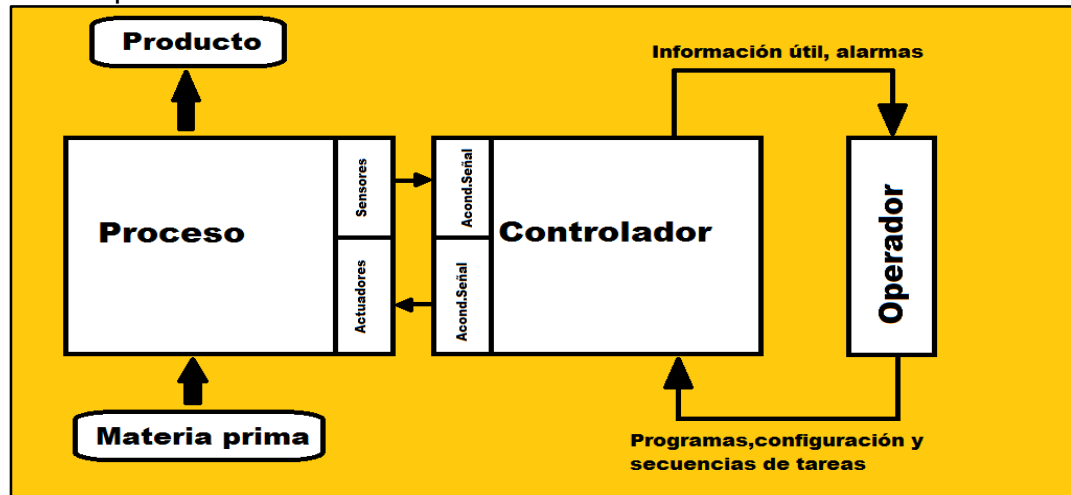 Producto
Información útil, alarmas
Sensores
Acond.Señal
Proceso
Controlador
Operador
Actuadores
Acond.Señal
Materia prima
Programas,configuración y
secuencias de tareas